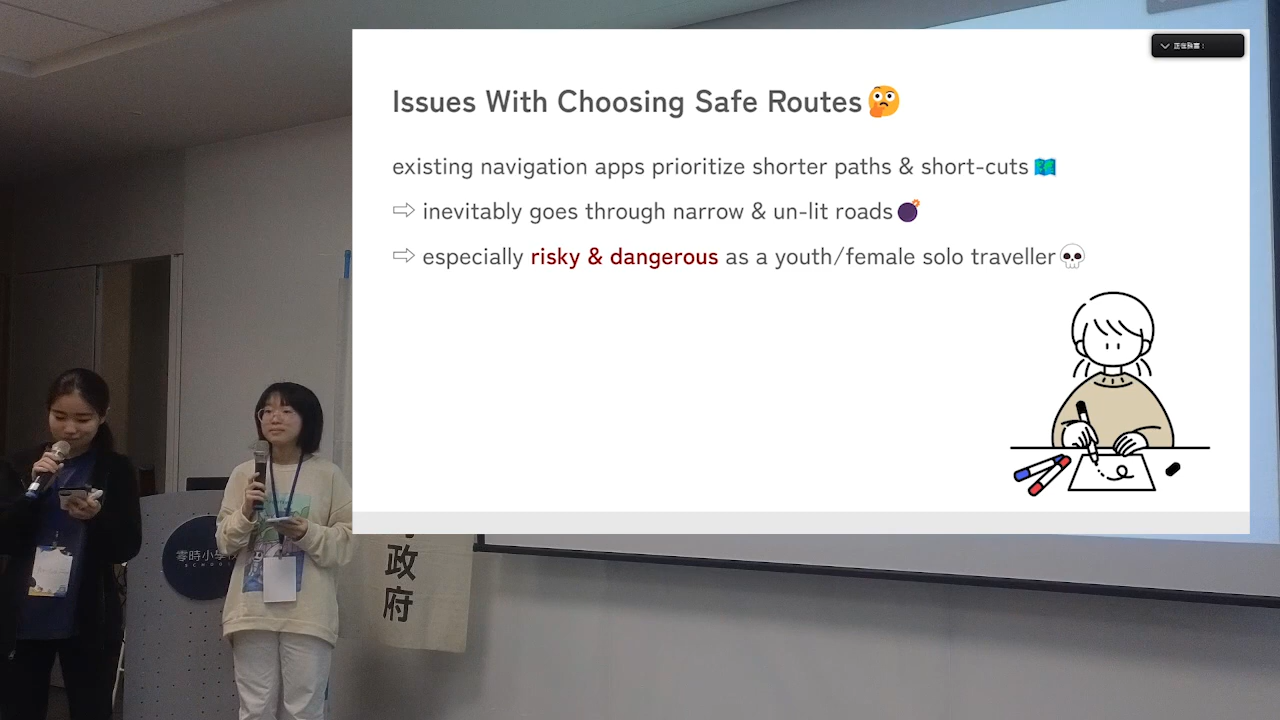 Issues With Choosing Safe Routes🤔
existing navigation apps prioritize shorter paths & short-cuts 🗺️
⇨ inevitably goes through narrow & un-lit roads💣
⇨ especially risky & dangerous as a youth/female solo traveller💀
零時小學校
SCHOOL
政府